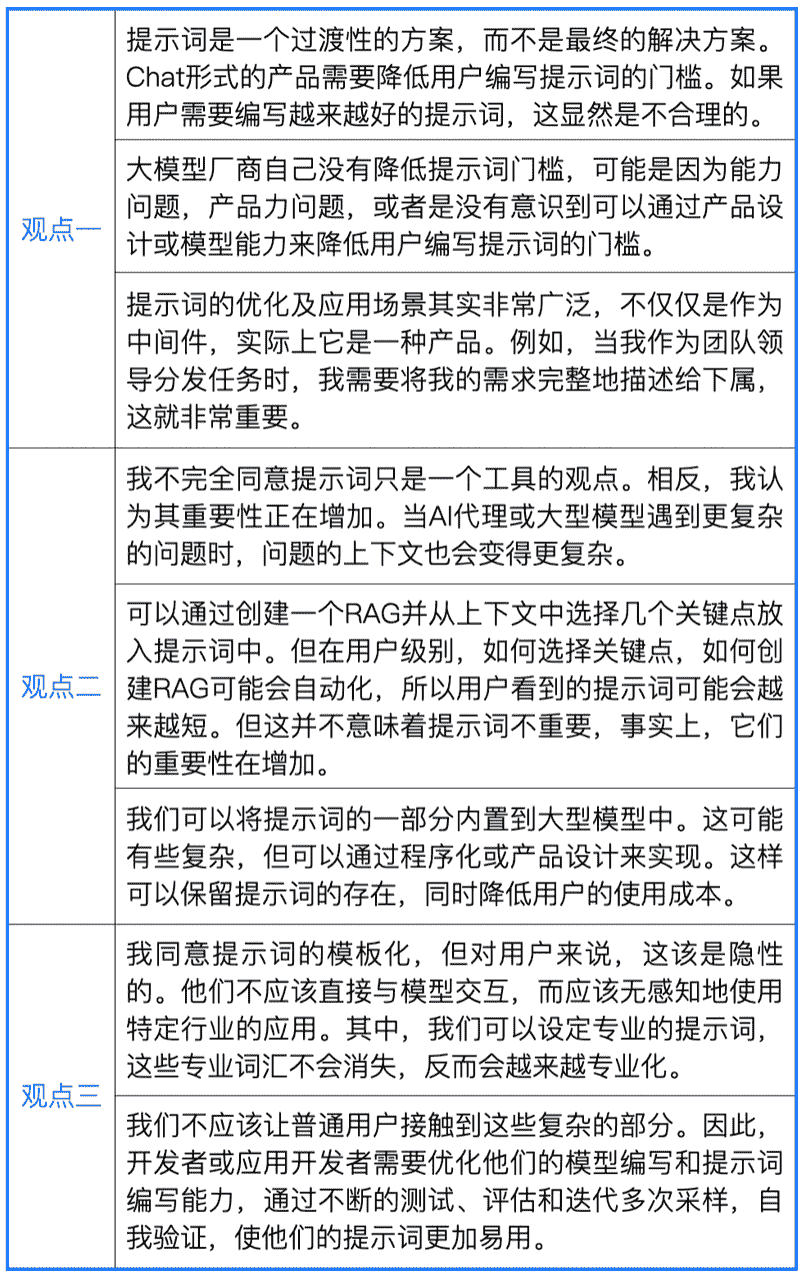 观点一
提示词是一个过渡性的方案，而不是最终的解决方案。
Chat形式的产品需要降低用户编写提示词的门槛。如果
用户需要编写越来越好的提示词，这显然是不合理的。
大模型厂商自己没有降低提示词门槛，可能是因为能力
问题，产品力问题，或者是没有意识到可以通过产品设
计或模型能力来降低用户编写提示词的门槛。
提示词的优化及应用场景其实非常广泛，不仅仅是作为
中间件，实际上它是一种产品。例如，当我作为团队领
导分发任务时，我需要将我的需求完整地描述给下属，
这就非常重要。
观点二
我不完全同意提示词只是一个工具的观点。相反，我认
为其重要性正在增加。当AI代理或大型模型遇到更复杂
的问题时，问题的上下文也会变得更复杂。
可以通过创建一个RAG并从上下文中选择几个关键点放
入提示词中。但在用户级别，如何选择关键点，如何创
建RAG可能会自动化，所以用户看到的提示词可能会越
来越短。但这并不意味着提示词不重要，事实上，它们
的重要性在增加。
我们可以将提示词的一部分内置到大型模型中。这可能
有些复杂，但可以通过程序化或产品设计来实现。这样
可以保留提示词的存在，同时降低用户的使用成本。
观点三
我同意提示词的模板化，但对用户来说，这该是隐性
的。他们不应该直接与模型交互，而应该无感知地使用
特定行业的应用。其中，我们可以设定专业的提示词，
这些专业词汇不会消失，反而会越来越专业化。
我们不应该让普通用户接触到这些复杂的部分。因此，
开发者或应用开发者需要优化他们的模型编写和提示词
编写能力，通过不断的测试、评估和迭代多次采样，自
我验证，使他们的提示词更加易用。